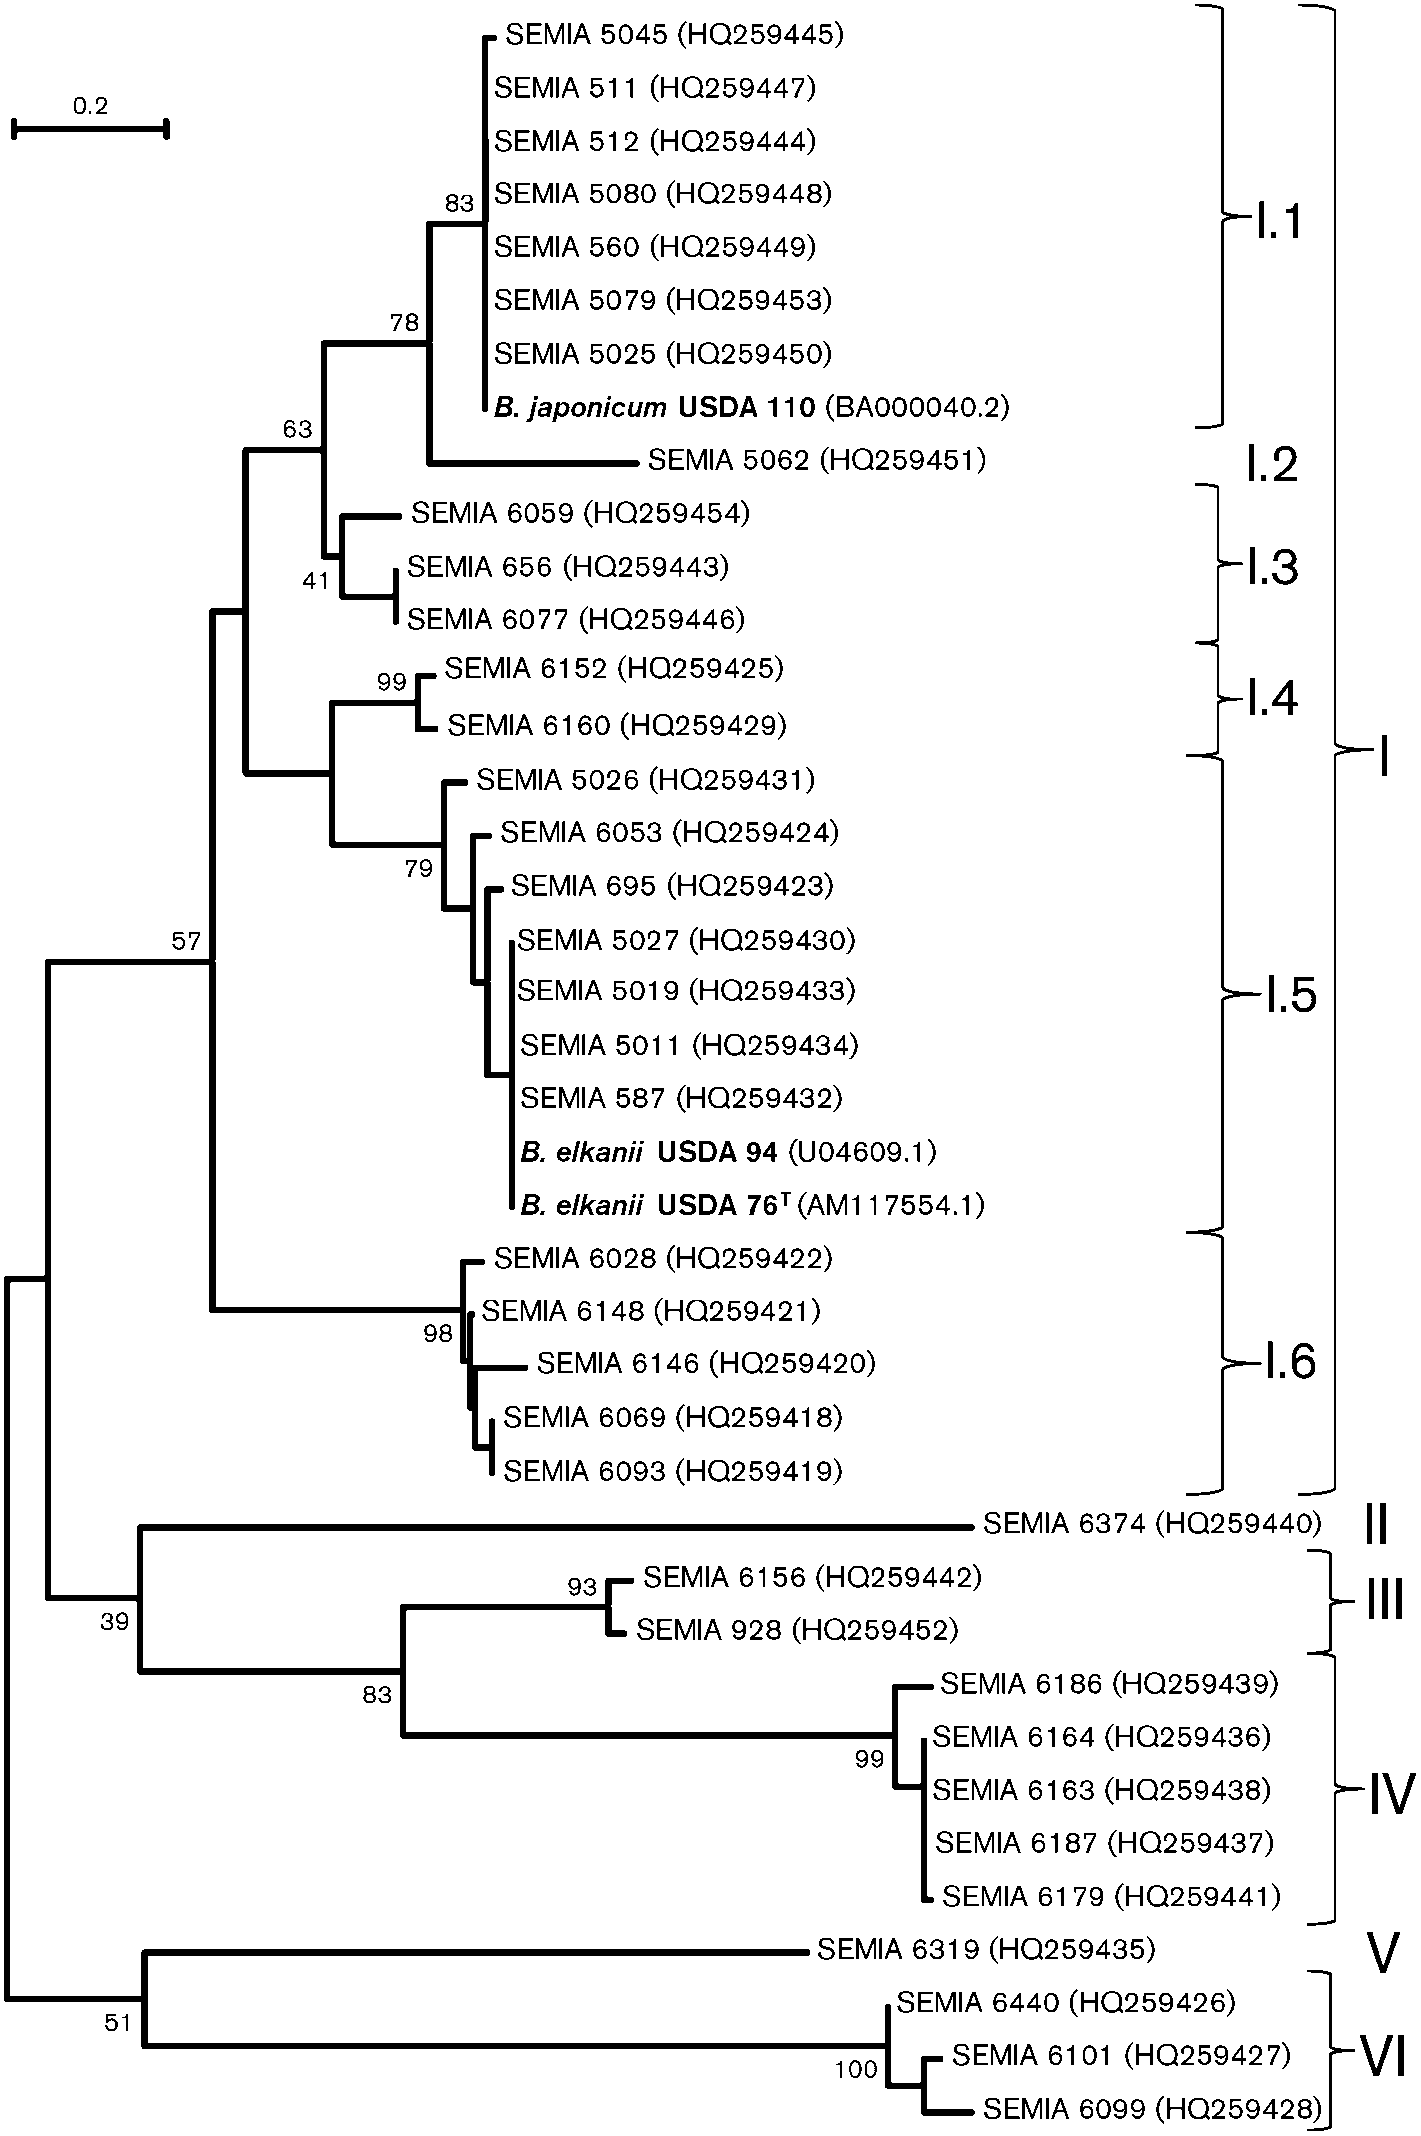 SEMIA 5045 (HQ259445)
SEMIA 511 (HQ259447)
0.2
SEMIA 512 (HQ259444)
SEMIA 5080 (HQ259448)
83
I.1
SEMIA 560 (HQ259449)
SEMIA 5079 (HQ259453)
78
SEMIA 5025 (HQ259450)
B. japonicum USDA 110 (BA000040.2)
63
SEMIA 5062 (HQ259451)
I.2
SEMIA 6059 (HQ259454)
SEMIA 656 (HQ259443)
I.3
41
SEMIA 6077 (HQ259446)
SEMIA 6152 (HQ259425)
99
I.4
SEMIA 6160 (HQ259429)
I
SEMIA 5026 (HQ259431)
SEMIA 6053 (HQ259424)
79
SEMIA 695 (HQ259423)
57
SEMIA 5027 (HQ259430)
SEMIA 5019 (HQ259433)
I.5
SEMIA 5011 (HQ259434)
SEMIA 587 (HQ259432)
B. elkanii USDA 94 (U04609.1)
B. elkanii USDA 76T (AM117554.1)
SEMIA 6028 (HQ259422)
SEMIA 6148 (HQ259421)
98
SEMIA 6146 (HQ259420)
I.6
SEMIA 6069 (HQ259418)
SEMIA 6093 (HQ259419)
SEMIA 6374 (HQ259440)
II
SEMIA 6156 (HQ259442)
93
III
39
SEMIA 928 (HQ259452)
SEMIA 6186 (HQ259439)
83
SEMIA 6164 (HQ259436)
99
SEMIA 6163 (HQ259438)
IV
SEMIA 6187 (HQ259437)
SEMIA 6179 (HQ259441)
SEMIA 6319 (HQ259435)
V
SEMIA 6440 (HQ259426)
51
SEMIA 6101 (HQ259427)
VI
100
SEMIA 6099 (HQ259428)